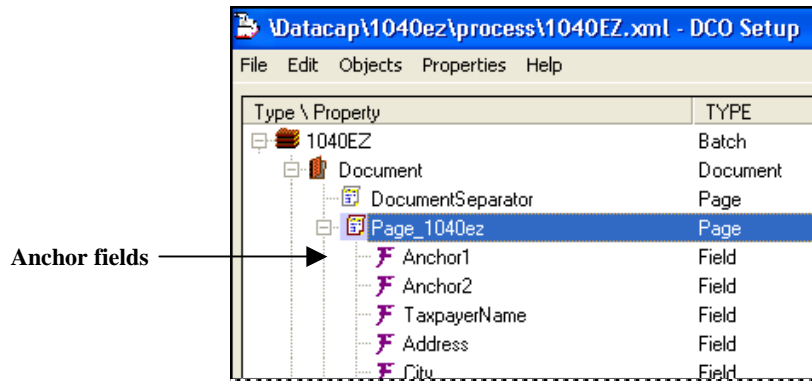 \Datacap\1040ez\process\1040EZ.xml - DCO Setup
File Edit Objects Properties Help
Type \ Property TYPE
1040EZ Batch
Document Document
DocumentSeparator Page
Page_1040ez Page
Anchor fields
Anchor1 Field
Anchor2 Field
TaxpayerName Field
Address Field
City Field